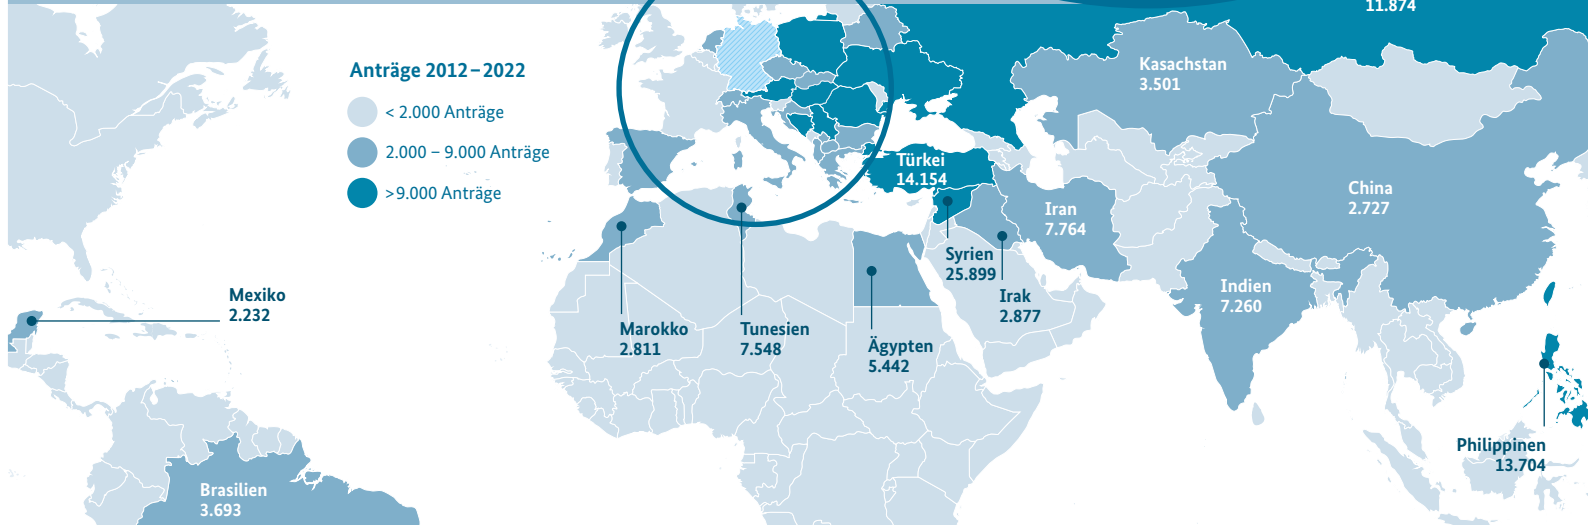 11.874
Anträge 2012–2022
< 2.000 Anträge
2.000 – 9.000 Anträge
>9.000 Anträge
Kasachstan
3.501
Türkei
14.154
China
2.727
Iran
7.764
Syrien
25.899
Irak
2.877
Indien
7.260
Mexiko
2.232
Marokko
2.811
Tunesien
7.548
Ägypten
5.442
Philippinen
13.704
Brasilien
3.693